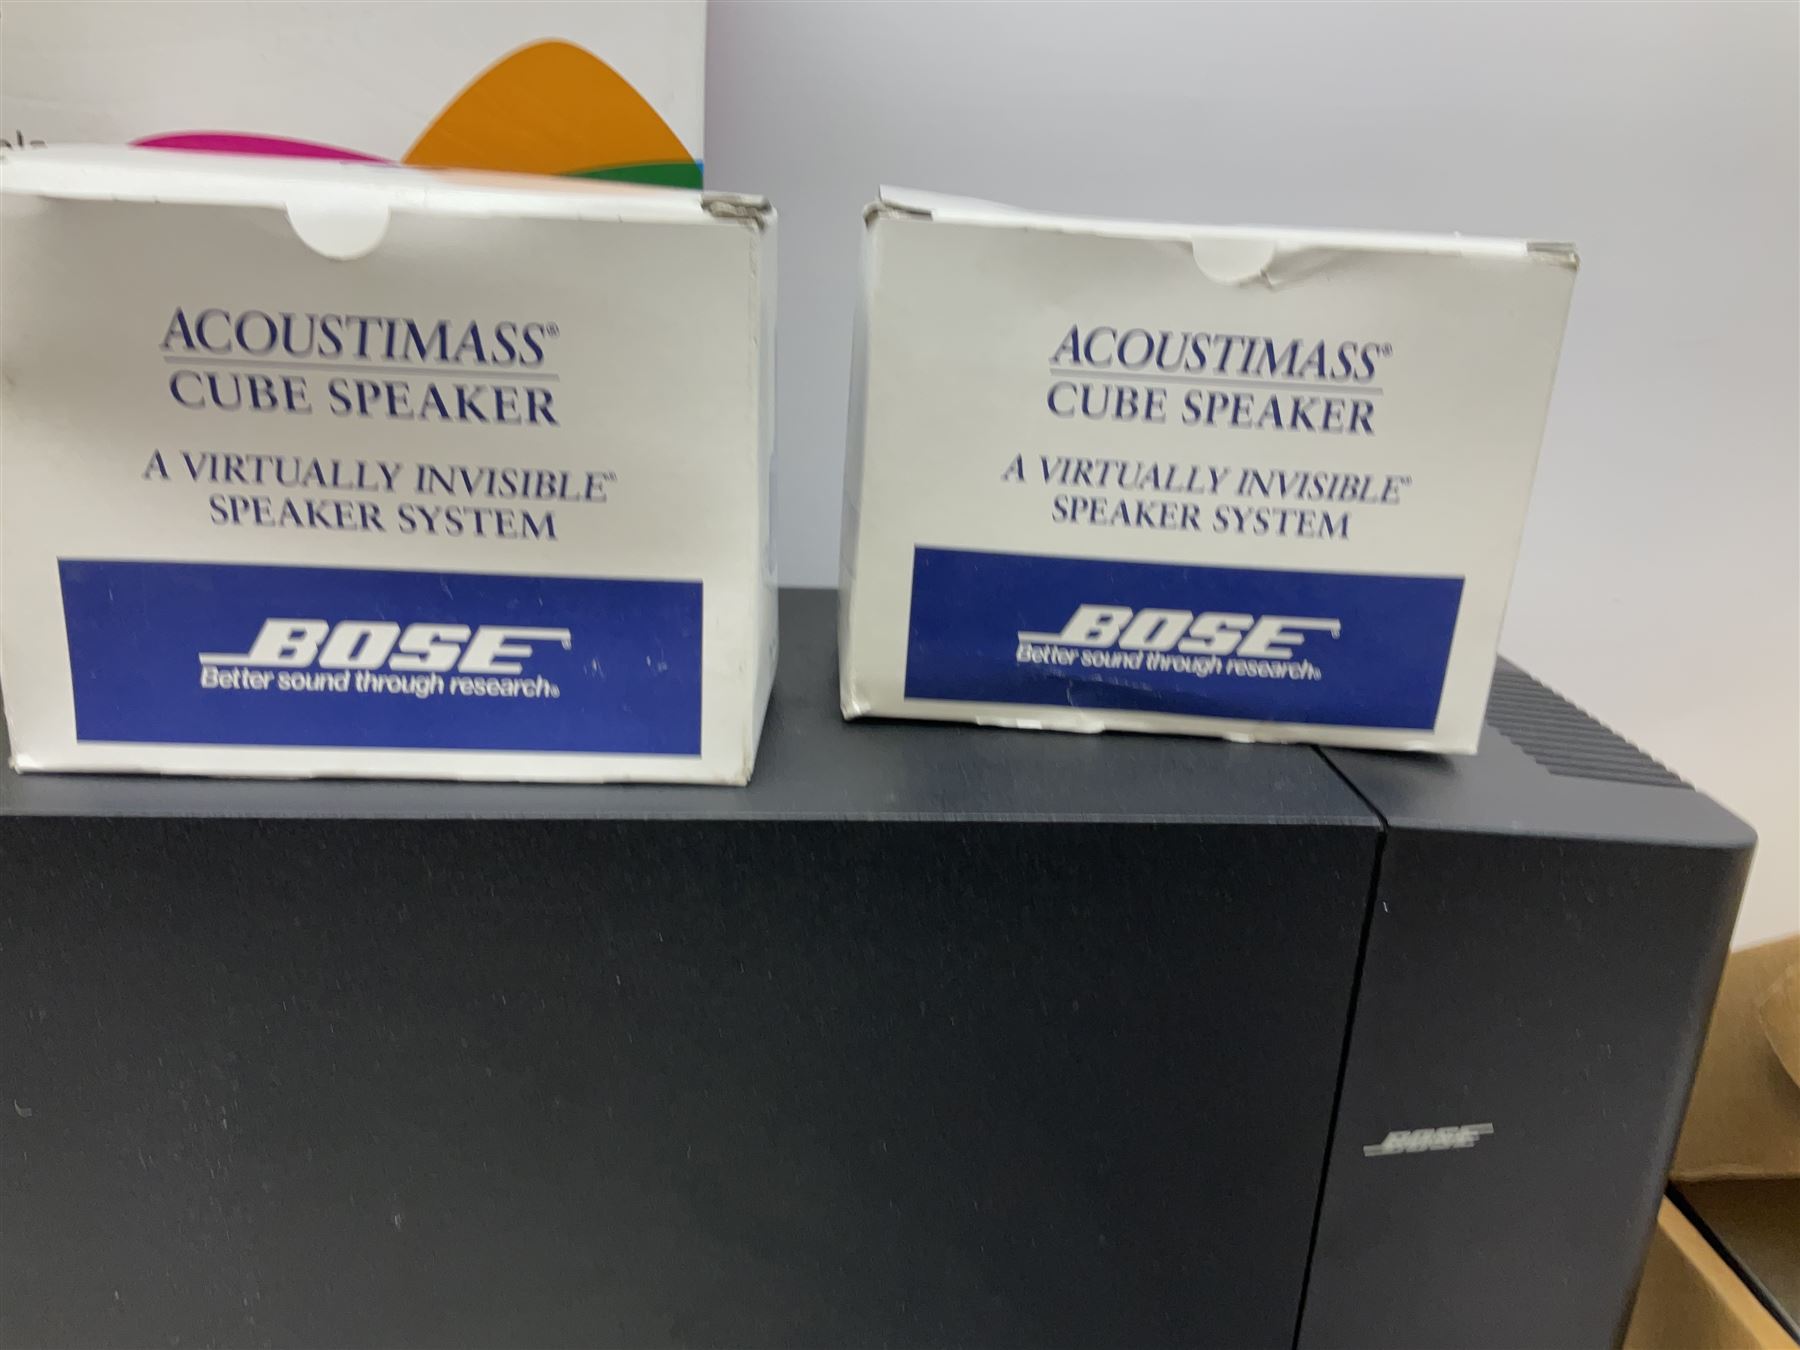 ACOUSTIMASS®
CUBE SPEAKER
A VIRTUALLY INVISIBLE®
SPEAKER SYSTEM
BOSE
Better sound through research®
ACOUSTIMASS®
CUBE SPEAKER
A VIRTUALLY INVISIBLE®
SPEAKER SYSTEM
BOSE
Better sound through research®
BOSE